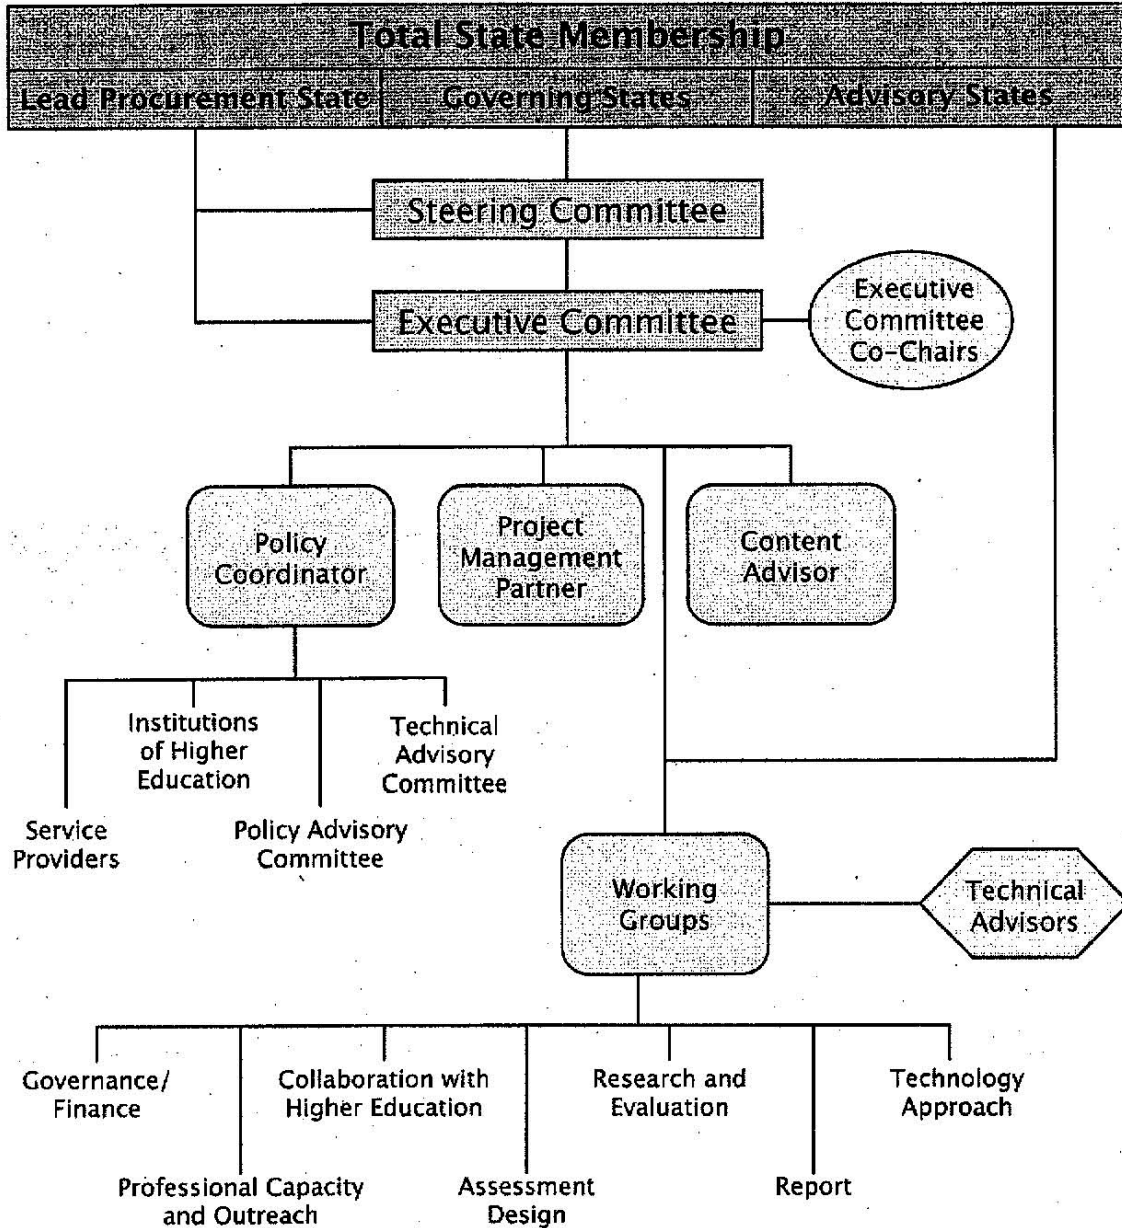 Total State Membership
Lead Procurement State
Governing States
Advisory States
Steering Committee
Executive Committee
Executive
Committee
Co-Chairs
Policy
Coordinator
Project
Management
Partner
Content
Advisor
Institutions
of Higher
Education
Technical
Advisory
Committee
Service
Providers
Policy Advisory
Committee
Working
Groups
Technical
Advisors
Governance/
Finance
Collaboration with
Higher Education
Research and
Evaluation
Technology
Approach
Professional Capacity
and Outreach
Assessment
Design
Report